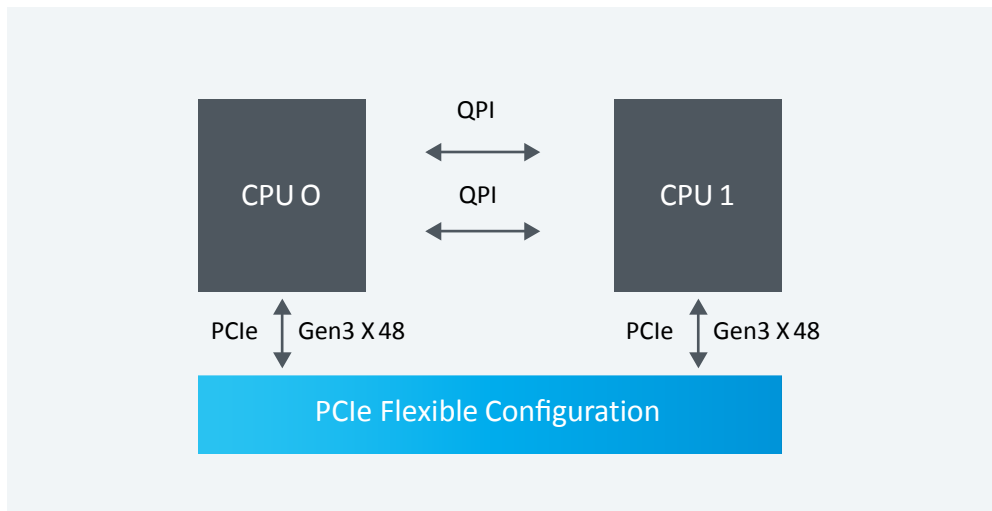 QPI
CPU O
QPI
CPU 1
PCIe Gen3 X 48
PCIe Gen3 X 48
PCIe Flexible Configuration